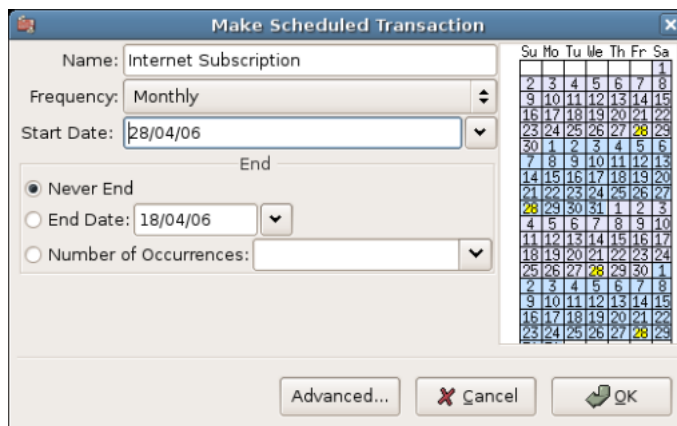 Make Scheduled Transaction
Name: Internet Subscription
Frequency: Monthly
Start Date: 28/04/06
End
Never End
End Date: 18/04/06
Number of Occurrences:
Su Mo Tu We Th Fr Sa
1
2 3 4 5 6 7 8
9 10 11 12 13 14 15
16 17 18 19 20 21 22
23 24 25 26 27 28 29
30 1 2 3 4 5 6
7 8 9 10 11 12 13
14 15 16 17 18 19 20
21 22 23 24 25 26 27
28 29 30 31 1 2 3
4 5 6 7 8 9 10
11 12 13 14 15 16 17
18 19 20 21 22 23 24
25 26 27 28 29 30 1
2 3 4 5 6 7 8
9 10 11 12 13 14 15
16 17 18 19 20 21 22
23 24 25 26 27 28 29
Advanced... Cancel OK